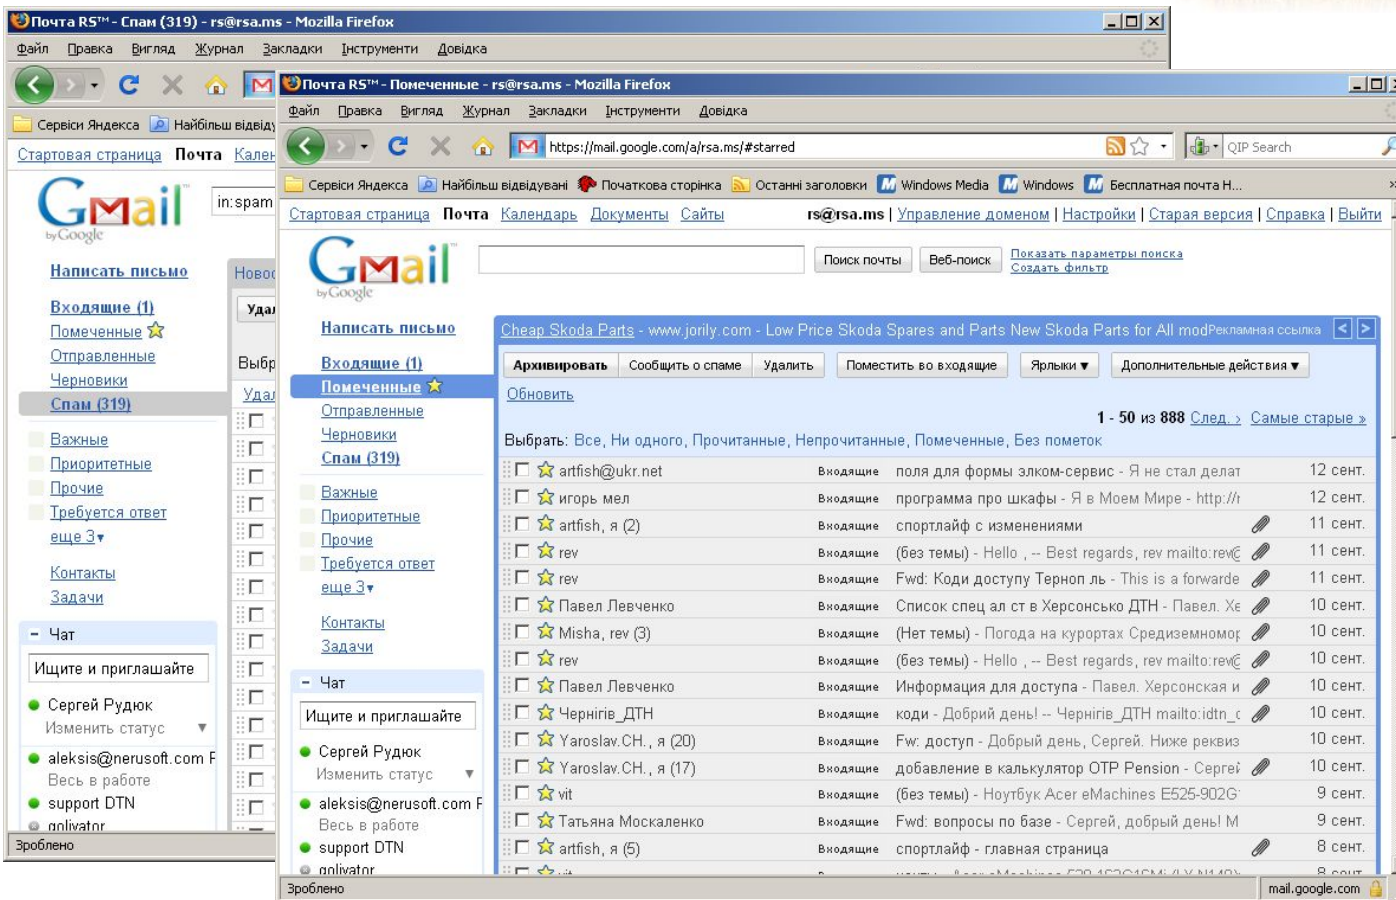 Почта RS™ - Спам (319) - rs@rsa.ms - Mozilla Firefox
Файл Правка Вигляд Журнал Закладки Інструменти Довідка
Сервіси Яндекса Найбільш відвіду
Стартовая страница Почта Кален
Gmail
by Google
in:spam
Написать письмо
Входящие (1)
Помеченные
Отправленные
Черновики
Спам (319)
Важные
Приоритетные
Прочие
Требуется ответ
еще 3▾
Контакты
Задачи
Новос
Удал
Выбр
Удал
– Чат
Ищите и приглашайте
Сергей Рудюк
Изменить статус ▼
aleksis@nerusoft.com F
Весь в работе
support DTN
golivator
Зроблено
Почта RS™ - Помеченные - rs@rsa.ms - Mozilla Firefox
Файл Правка Вигляд Журнал Закладки Інструменти Довідка
https://mail.google.com/a/rsa.ms/#starred QIP Search
Сервіси Яндекса Найбільш відвідувані Початкова сторінка Останні заголовки Windows Media Windows Бесплатная почта H... »
Стартовая страница Почта Календарь Документы Сайты rs@rsa.ms | Управление доменом | Настройки | Старая версия | Справка | Выйти
Gmail™
by Google
Поиск почты Веб-поиск Показать параметры поиска
Создать фильтр
Написать письмо
Входящие (1)
Помеченные
Отправленные
Черновики
Спам (319)
Важные
Приоритетные
Прочие
Требуется ответ
еще 3▾
Контакты
Задачи
– Чат
Ищите и приглашайте
Сергей Рудюк
Изменить статус ▼
aleksis@nerusoft.com F
Весь в работе
support DTN
golivator
Cheap Skoda Parts - www.jorily.com - Low Price Skoda Spares and Parts New Skoda Parts for All mod Рекламная ссылка < >
Архивировать Сообщить о спаме Удалить Поместить во входящие Ярлыки ▼ Дополнительные действия ▼
Обновить
1 - 50 из 888 След. › Самые старые »
Выбрать: Все, Ни одного, Прочитанные, Непрочитанные, Помеченные, Без пометок
artfish@ukr.net Входящие поля для формы элком-сервис - Я не стал делат 12 сент.
игорь мел Входящие программа про шкафы - Я в Моем Мире - http://r 12 сент.
artfish, я (2) Входящие спортлайф с изменениями 11 сент.
rev Входящие (без темы) - Hello , -- Best regards, rev mailto:rev@ 11 сент.
rev Входящие Fwd: Коди доступу Терноп ль - This is a forwarde 11 сент.
Павел Левченко Входящие Список спец ал ст в Херсонсько ДТН - Павел. Хе 10 сент.
Misha, rev (3) Входящие (Нет темы) - Погода на курортах Средиземномор 10 сент.
rev Входящие (без темы) - Hello , -- Best regards, rev mailto:rev@ 10 сент.
Павел Левченко Входящие Информация для доступа - Павел. Херсонская и 10 сент.
Чернігів_ДТН Входящие коди - Добрий день! -- Чернігів_ДТН mailto:idtn_c 10 сент.
Yaroslav.CH., я (20) Входящие Fw: доступ - Добрый день, Сергей. Ниже реквиз 10 сент.
Yaroslav.CH., я (17) Входящие добавление в калькулятор OTP Pension - Сергей 10 сент.
vit Входящие (без темы) - Ноутбук Acer eMachines E525-902G 9 сент.
Татьяна Москаленко Входящие Fwd: вопросы по базе - Сергей, добрый день! М 9 сент.
artfish, я (5) Входящие спортлайф - главная страница 8 сент.
Зроблено mail.google.com